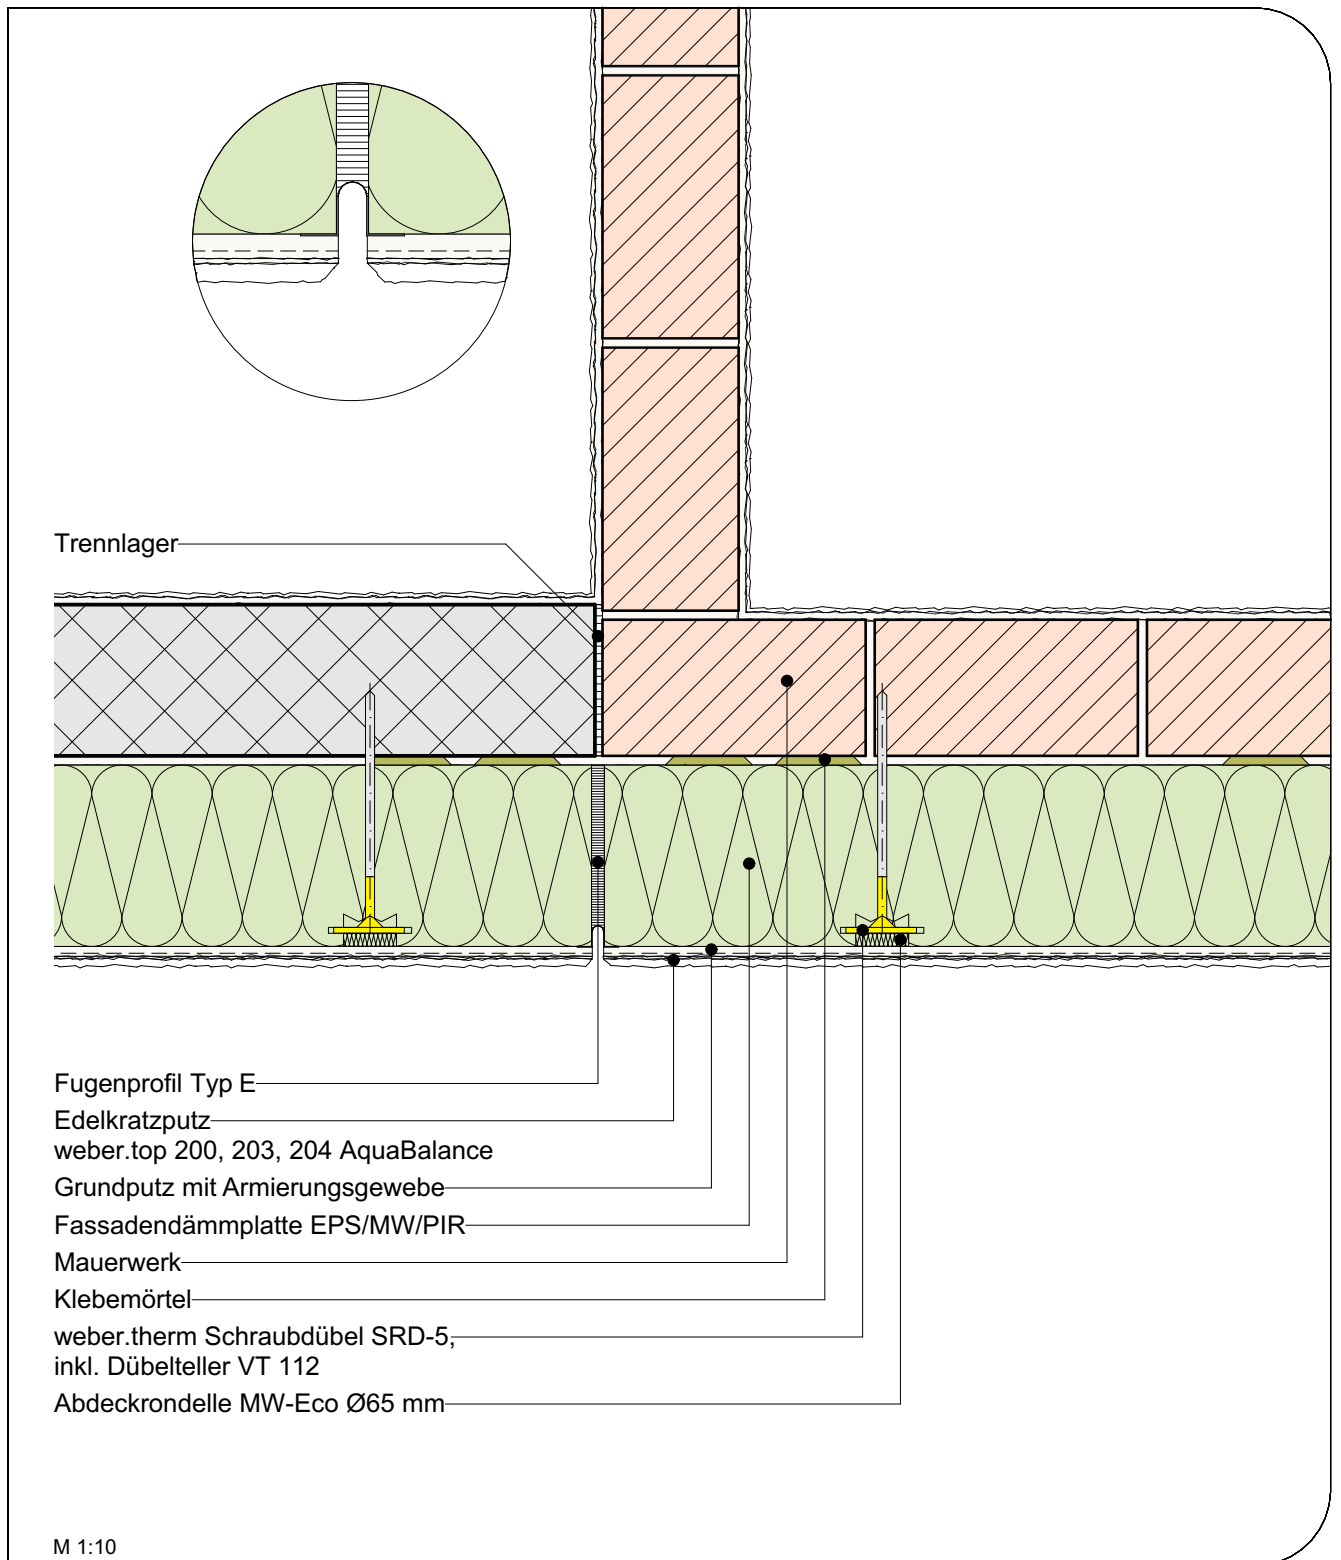 Trennlager
Fugenprofil Typ E
Edelkratzputz
weber.top 200, 203, 204 AquaBalance
Grundputz mit Armierungsgewebe
Fassadendämmplatte EPS/MW/PIR
Mauerwerk
Klebemörtel
weber.therm Schraubdübel SRD-5,
inkl. Dübelteller VT 112
Abdeckrondelle MW-Eco Ø65 mm
M 1:10